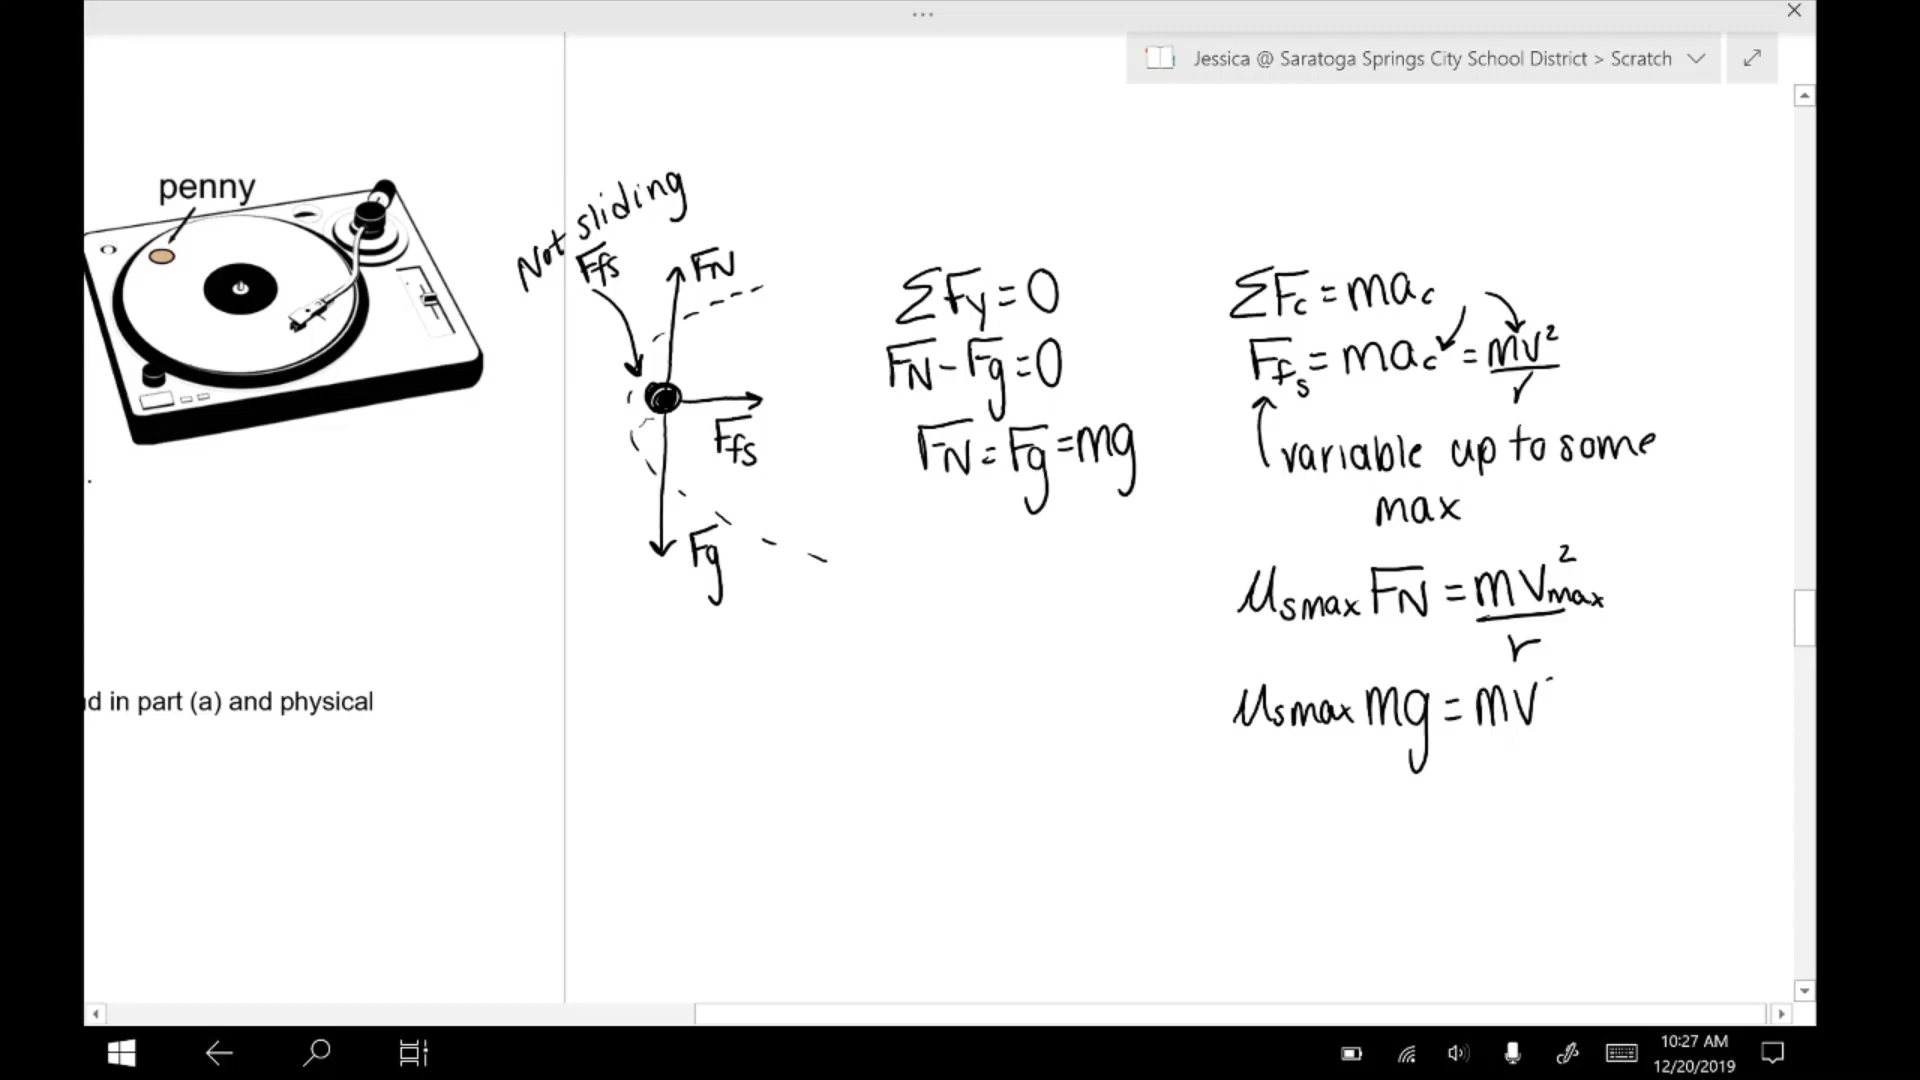 ...
Jessica @ Saratoga Springs City School District > Scratch
penny
.
nd in part (a) and physical
Not sliding
Ffs
FN
Ffs
Fg
ΣFy = 0
FN - Fg = 0
FN = Fg = mg
ΣFc = mac
Ffs = mac = mv²/r
variable up to some
max
μsmax FN = mv²max/r
μsmax mg = mv
10:27 AM
12/20/2019